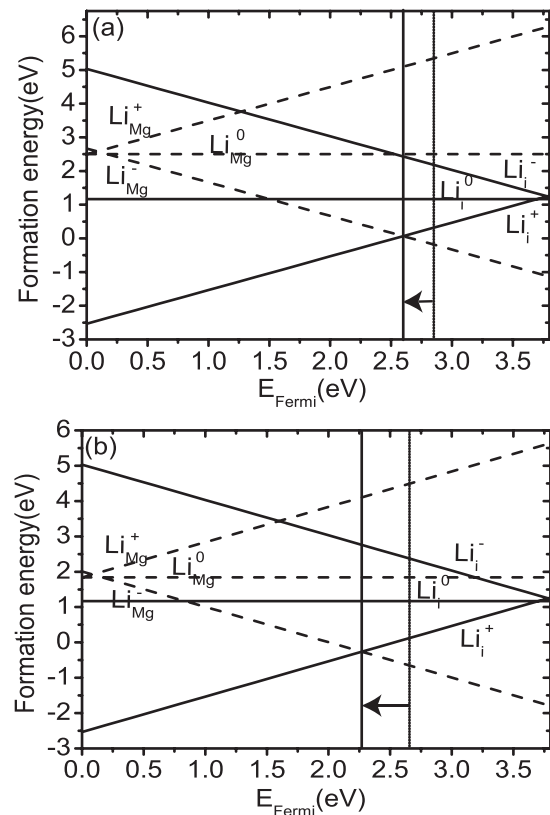 (a)
Formation energy(eV)
6
5
4
3
2
1
0
-1
-2
-3
Li_Mg^+
Li_Mg^0
Li_Mg^-
Li_i^-
Li_i^0
Li_i^+
0.0 0.5 1.0 1.5 2.0 2.5 3.0 3.5
E_Fermi(eV)
(b)
Formation energy(eV)
6
5
4
3
2
1
0
-1
-2
-3
Li_Mg^+
Li_Mg^0
Li_Mg^-
Li_i^-
Li_i^0
Li_i^+
0.0 0.5 1.0 1.5 2.0 2.5 3.0 3.5
E_Fermi(eV)